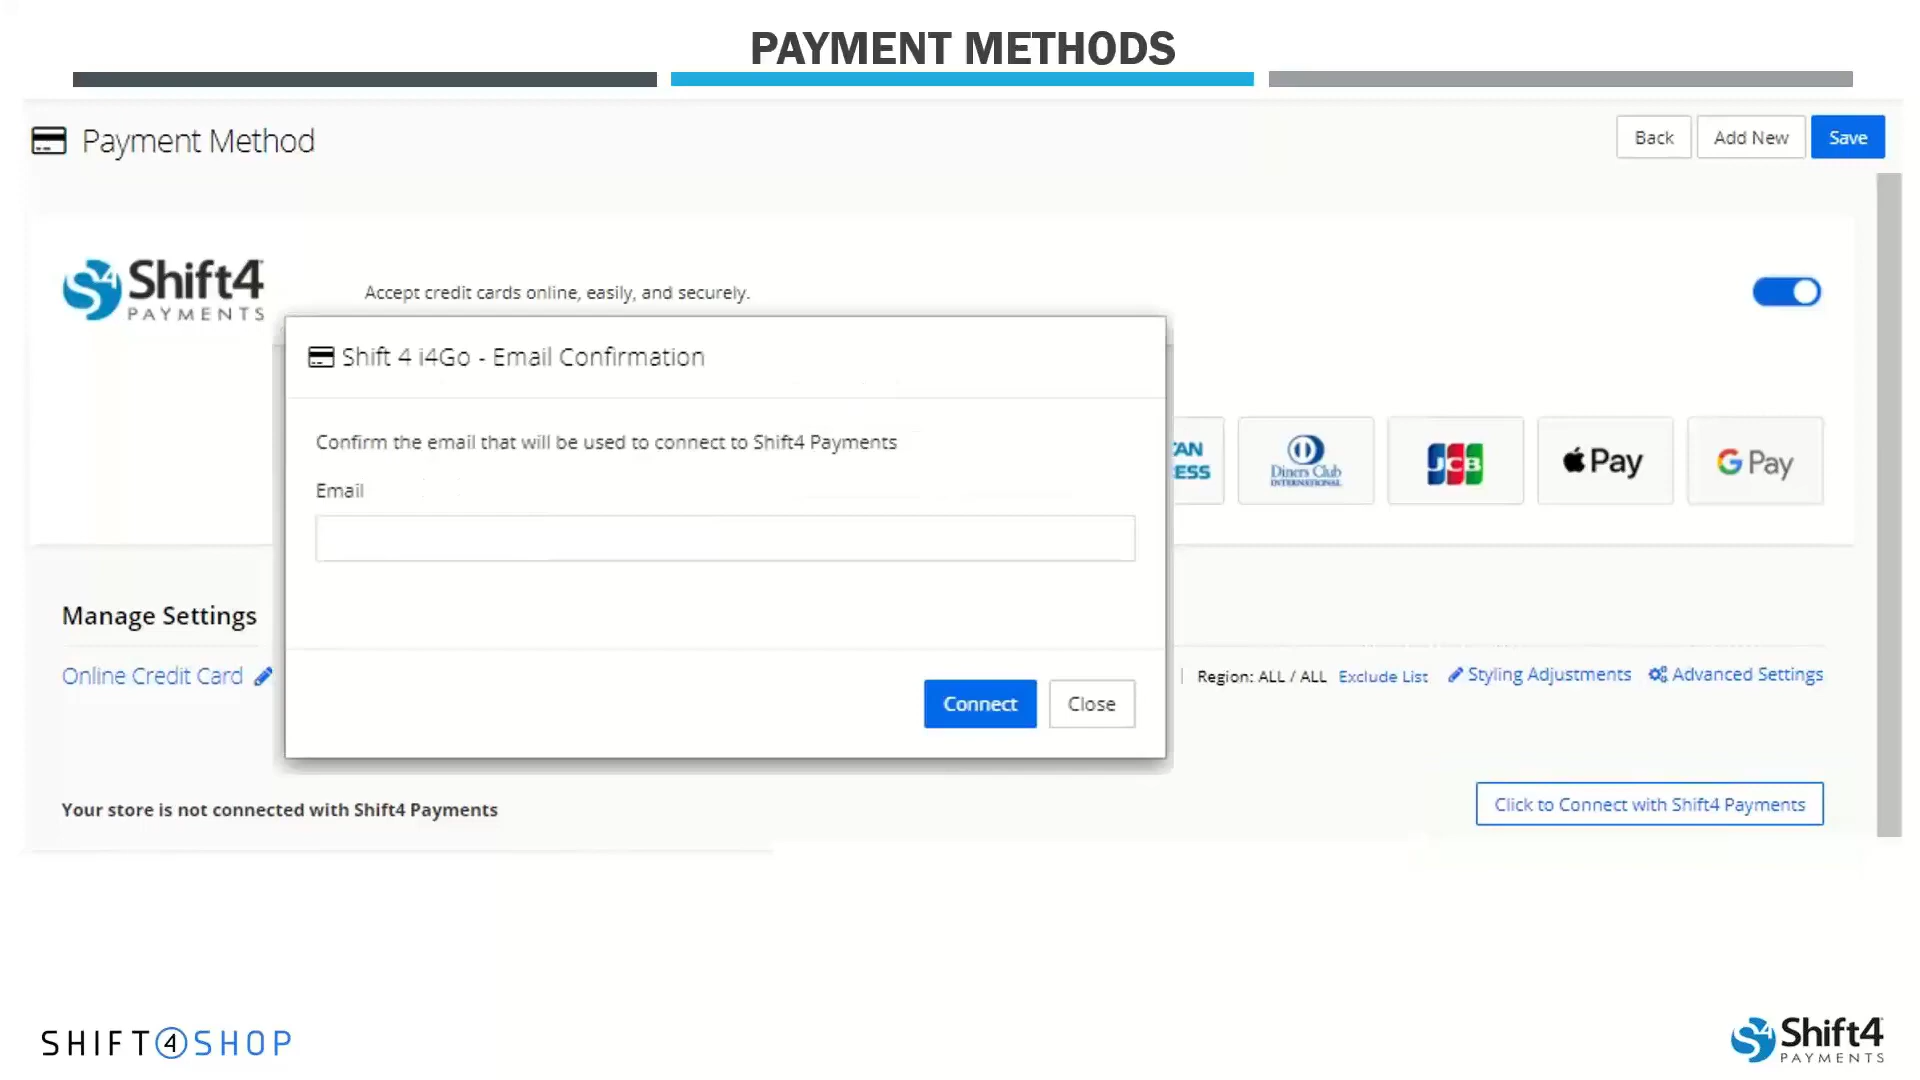 PAYMENT METHODS
Payment Method
Back
Add New
Save
Shift4
PAYMENTS
Accept credit cards online, easily, and securely.
Shift 4 i4Go - Email Confirmation
Confirm the email that will be used to connect to Shift4 Payments
Email
AN
ESS
Diners Club
INTERNATIONAL
JCB
Pay
G Pay
Manage Settings
Online Credit Card
Region: ALL / ALL Exclude List Styling Adjustments Advanced Settings
Connect
Close
Your store is not connected with Shift4 Payments
Click to Connect with Shift4 Payments
SHIFT4SHOP
Shift4
PAYMENTS